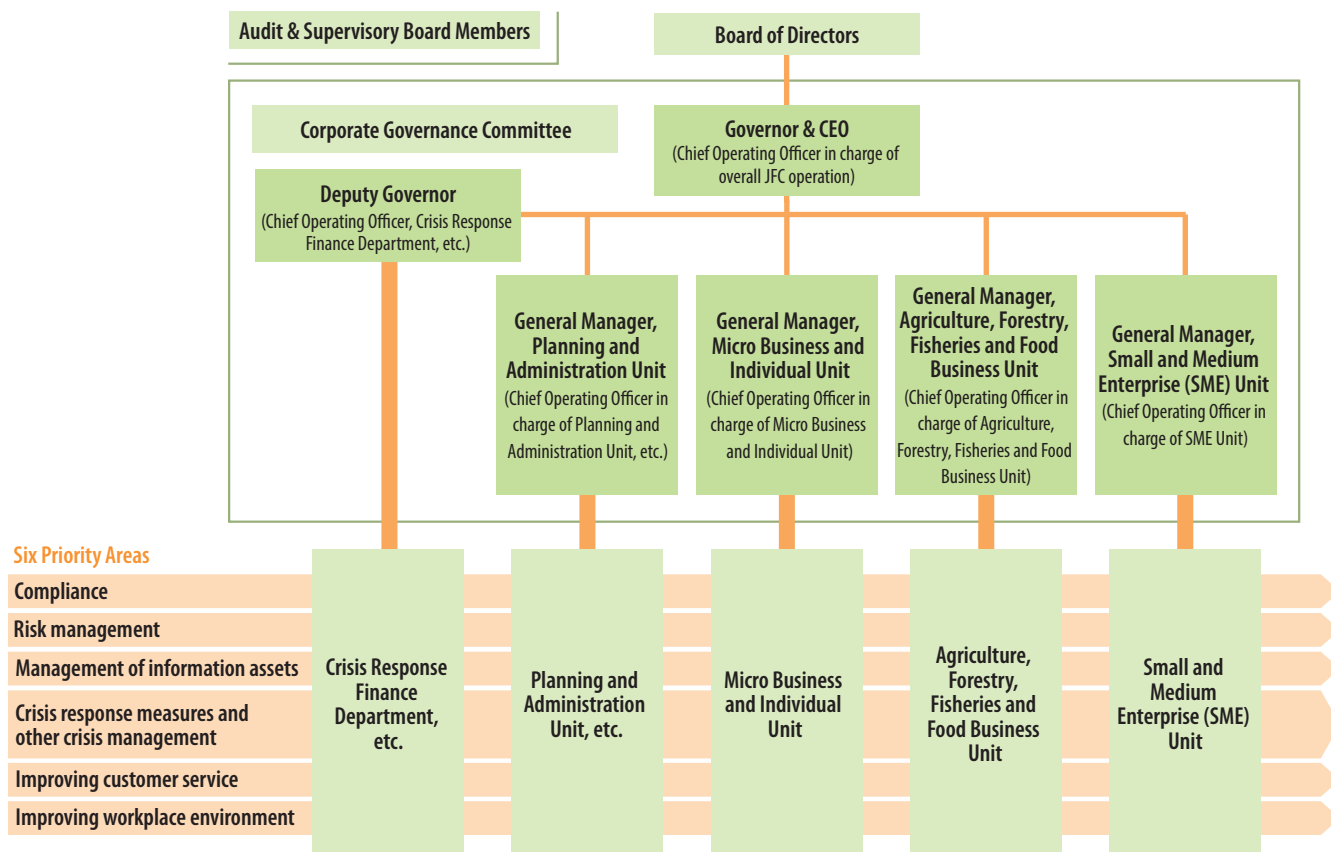 Audit & Supervisory Board Members
Board of Directors
Corporate Governance Committee
Governor & CEO
(Chief Operating Officer in charge of
overall JFC operation)
Deputy Governor
(Chief Operating Officer, Crisis Response
Finance Department, etc.)
General Manager,
Planning and
Administration Unit
(Chief Operating Officer in
charge of Planning and
Administration Unit, etc.)
General Manager,
Micro Business and
Individual Unit
(Chief Operating Officer in
charge of Micro Business
and Individual Unit)
General Manager,
Agriculture, Forestry,
Fisheries and Food
Business Unit
(Chief Operating Officer in
charge of Agriculture,
Forestry, Fisheries and Food
Business Unit)
General Manager,
Small and Medium
Enterprise (SME) Unit
(Chief Operating Officer in
charge of SME Unit)
Six Priority Areas
Compliance
Risk management
Management of information assets
Crisis response measures and
other crisis management
Improving customer service
Improving workplace environment
Crisis Response
Finance
Department,
etc.
Planning and
Administration
Unit, etc.
Micro Business
and Individual
Unit
Agriculture,
Forestry,
Fisheries and
Food Business
Unit
Small and
Medium
Enterprise (SME)
Unit